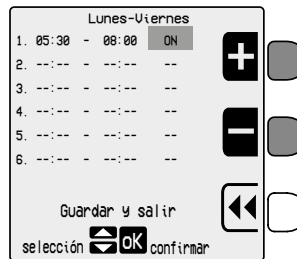 Lunes-Viernes
1. 05:30 - 08:00 ON
2. --:-- - --:-- --
3. --:-- - --:-- --
4. --:-- - --:-- --
5. --:-- - --:-- --
6. --:-- - --:-- --
Guardar y salir
selección OK confirmar